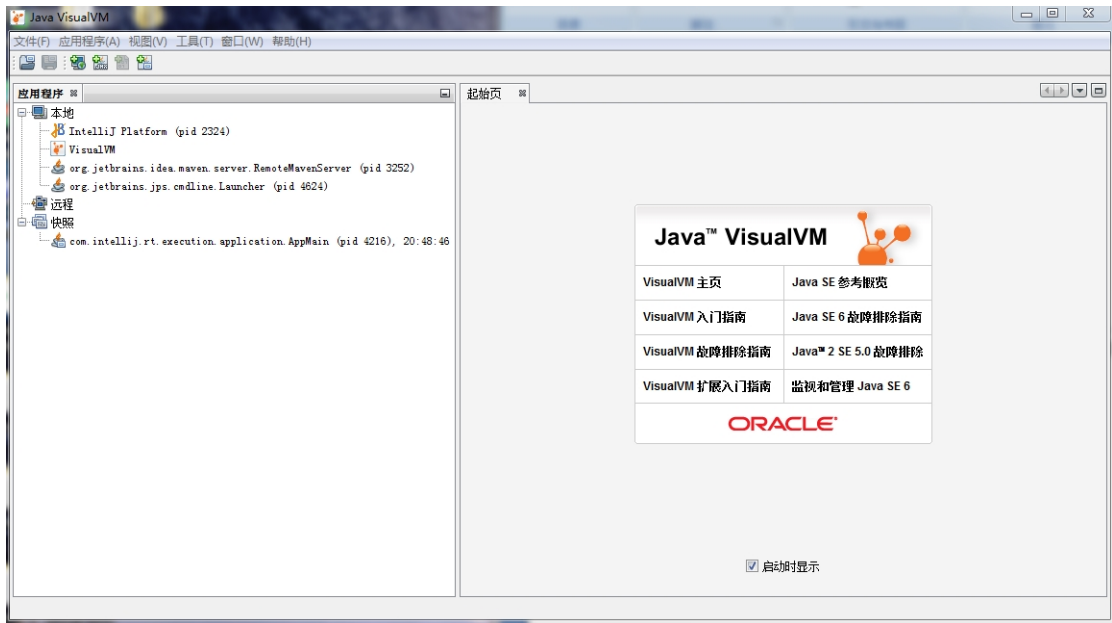 Java VisualVM
文件(F) 应用程序(A) 视图(V) 工具(T) 窗口(W) 帮助(H)
应用程序
起始页
本地
IntelliJ Platform (pid 2324)
VisualVM
org.jetbrains.idea.maven.server.RemoteMavenServer (pid 3252)
org.jetbrains.jps.cmdline.Launcher (pid 4624)
远程
快照
com.intellij.rt.execution.application.AppMain (pid 4216), 20:48:46
Java™ VisualVM
VisualVM 主页
Java SE 参考概览
VisualVM 入门指南
Java SE 6 故障排除指南
VisualVM 故障排除指南
Java™ 2 SE 5.0 故障排除
VisualVM 扩展入门指南
监视和管理 Java SE 6
ORACLE
启动时显示